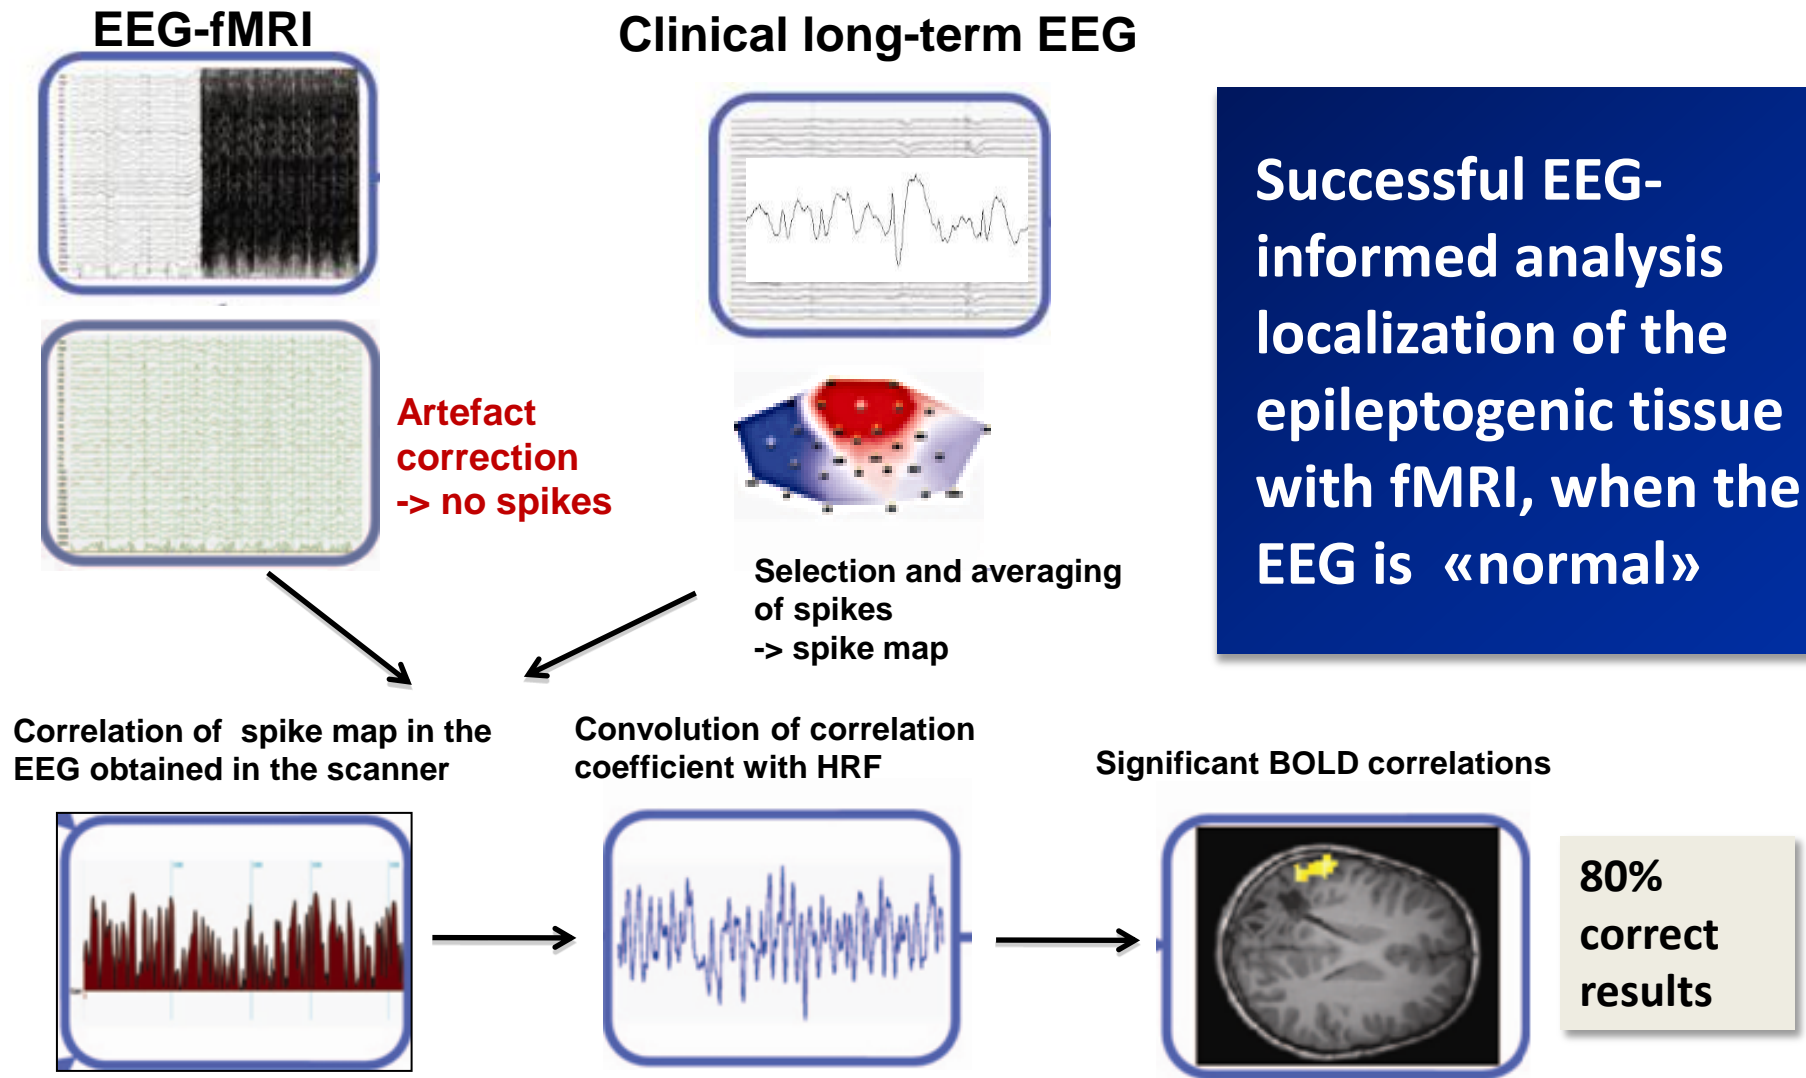 EEG-fMRI
Clinical long-term EEG
Artefact
correction
-> no spikes
Selection and averaging
of spikes
-> spike map
Successful EEG-
informed analysis
localization of the
epileptogenic tissue
with fMRI, when the
EEG is «normal»
Correlation of spike map in the
EEG obtained in the scanner
Convolution of correlation
coefficient with HRF
Significant BOLD correlations
80%
correct
results